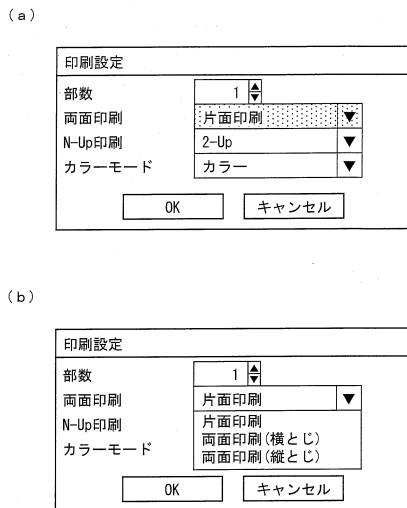 (a)
印刷設定
部数 1
両面印刷 片面印刷 ▼
N-Up印刷 2-Up ▼
カラーモード カラー ▼
OK キャンセル
(b)
印刷設定
部数 1
両面印刷 片面印刷 ▼
N-Up印刷 片面印刷
両面印刷(横とじ)
カラーモード 両面印刷(縦とじ)
OK キャンセル